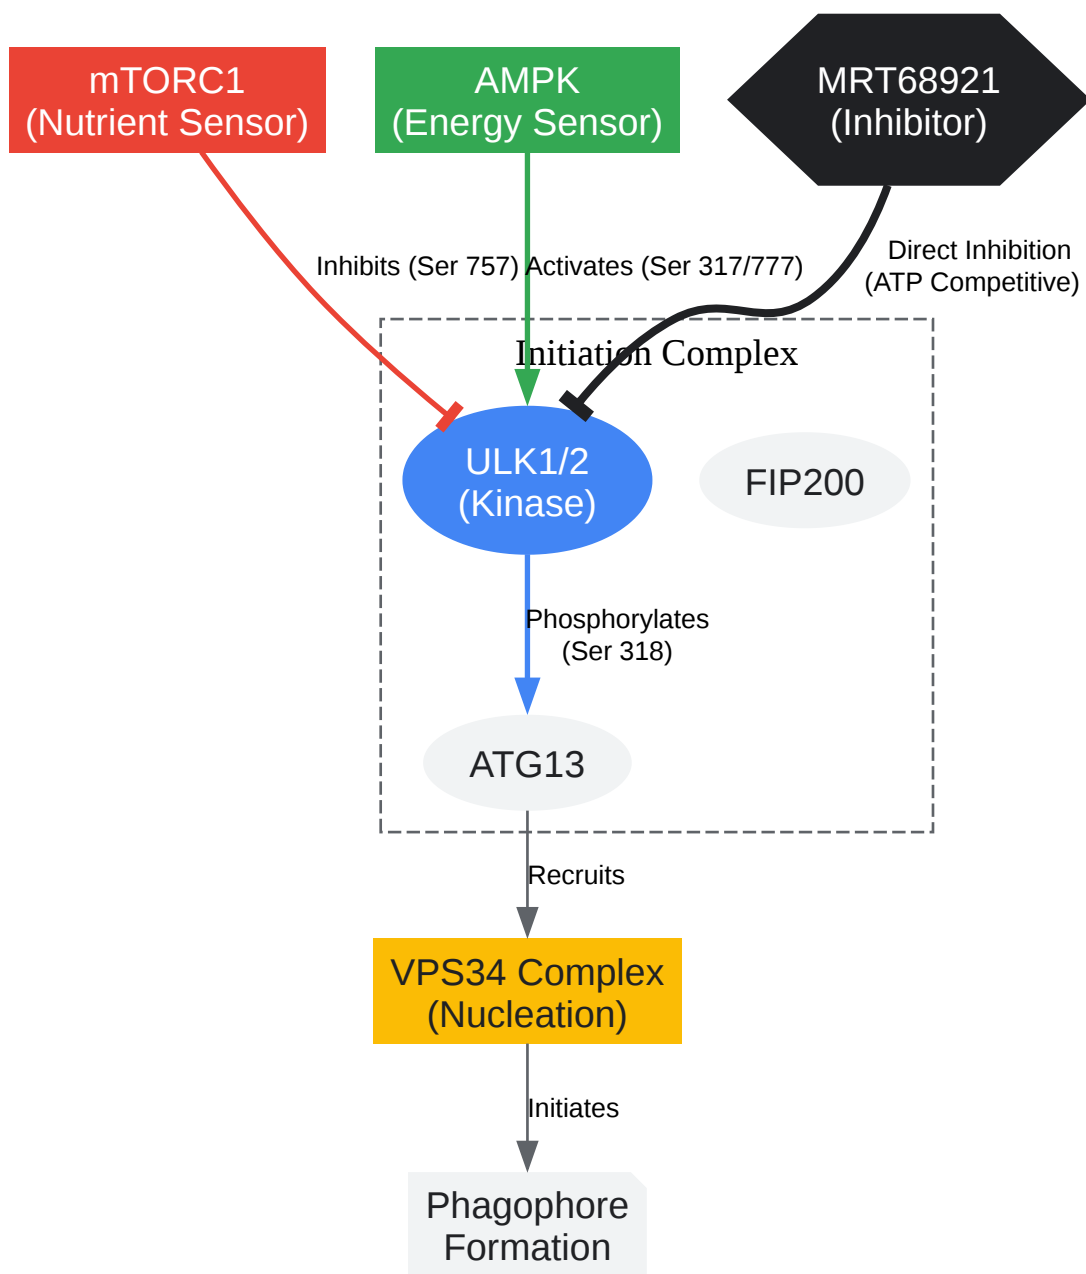 mTORC1
(Nutrient Sensor)
AMPK
(Energy Sensor)
MRT68921
(Inhibitor)
Inhibits (Ser 757)
Activates (Ser 317/777)
Direct Inhibition
(ATP Competitive)
Initiation Complex
ULK1/2
(Kinase)
FIP200
Phosphorylates
(Ser 318)
ATG13
Recruits
VPS34 Complex
(Nucleation)
Initiates
Phagophore
Formation